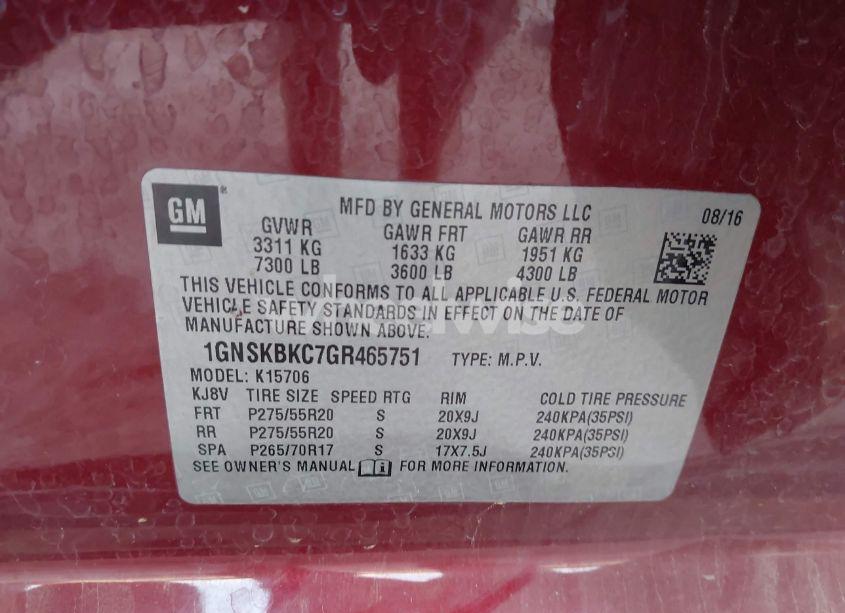 GM
MFD BY GENERAL MOTORS LLC 08/16
GVWR GAWR FRT GAWR RR
3311 KG 1633 KG 1951 KG
7300 LB 3600 LB 4300 LB
THIS VEHICLE CONFORMS TO ALL APPLICABLE U.S. FEDERAL MOTOR
VEHICLE SAFETY STANDARDS IN EFFECT ON THE DATE OF
MANUFACTURE SHOWN ABOVE.
1GNSKBKC7GR465751 TYPE: M.P.V.
MODEL: K15706
KJ8V TIRE SIZE SPEED RTG RIM COLD TIRE PRESSURE
FRT P275/55R20 S 20X9J 240KPA(35PSI)
RR P275/55R20 S 20X9J 240KPA(35PSI)
SPA P265/70R17 S 17X7.5J 240KPA(35PSI)
SEE OWNER'S MANUAL FOR MORE INFORMATION.